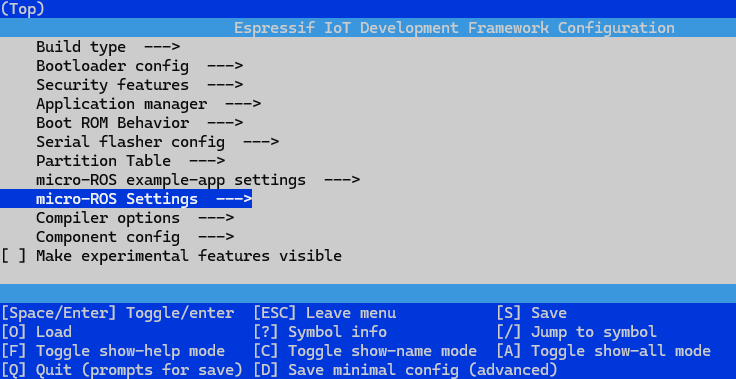 (Top)
Espressif IoT Development Framework Configuration
Build type  --->
Bootloader config  --->
Security features  --->
Application manager  --->
Boot ROM Behavior  --->
Serial flasher config  --->
Partition Table  --->
micro-ROS example-app settings  --->
micro-ROS Settings  --->
Compiler options  --->
Component config  --->
[ ] Make experimental features visible
[Space/Enter] Toggle/enter  [ESC] Leave menu  [S] Save
[O] Load  [?] Symbol info  [/] Jump to symbol
[F] Toggle show-help mode  [C] Toggle show-name mode  [A] Toggle show-all mode
[Q] Quit (prompts for save)  [D] Save minimal config (advanced)